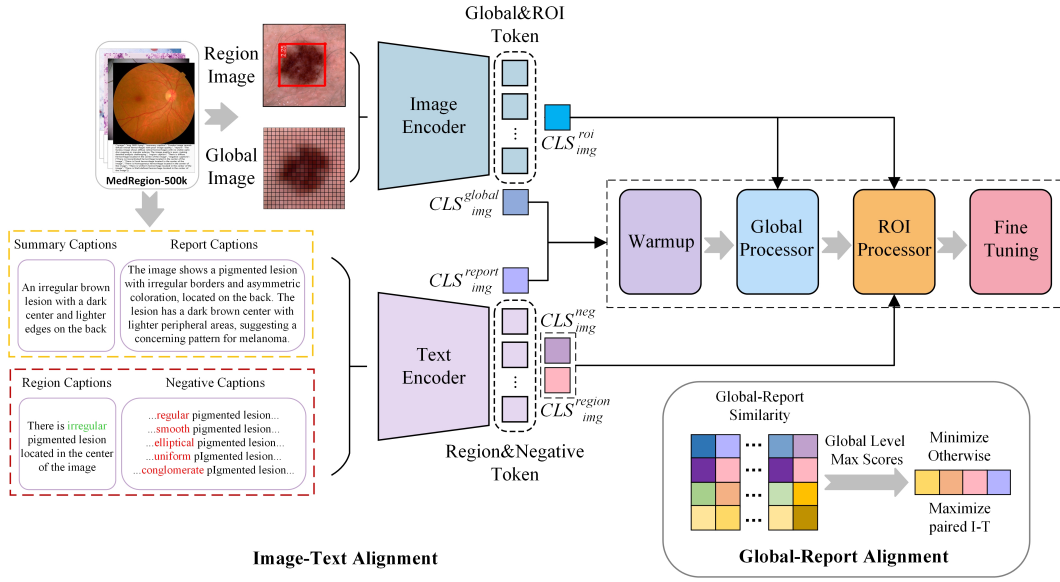 Region
Image
2.25
Global
Image
MedRegion-500k
Image
Encoder
Global&ROI
Token
CLS^{roi}_{img}
CLS^{global}_{img}
CLS^{report}_{img}
Warmup
Global
Processor
ROI
Processor
Fine
Tuning
Summary Captions
An irregular brown
lesion with a dark
center and lighter
edges on the back
Report Captions
The image shows a pigmented lesion
with irregular borders and asymmetric
coloration, located on the back. The
lesion has a dark brown center with
lighter peripheral areas, suggesting a
concerning pattern for melanoma.
Region Captions
There is irregular
pigmented lesion
located in the center
of the image
Negative Captions
...regular pigmented lesion...
...smooth pigmented lesion...
...elliptical pigmented lesion...
...uniform pigmented lesion...
...conglomerate pigmented lesion...
Text
Encoder
CLS^{neg}_{img}
CLS^{region}_{img}
Region&Negative
Token
Image-Text Alignment
Global-Report
Similarity
Global Level
Max Scores
Minimize
Otherwise
Maximize
paired I-T
Global-Report Alignment